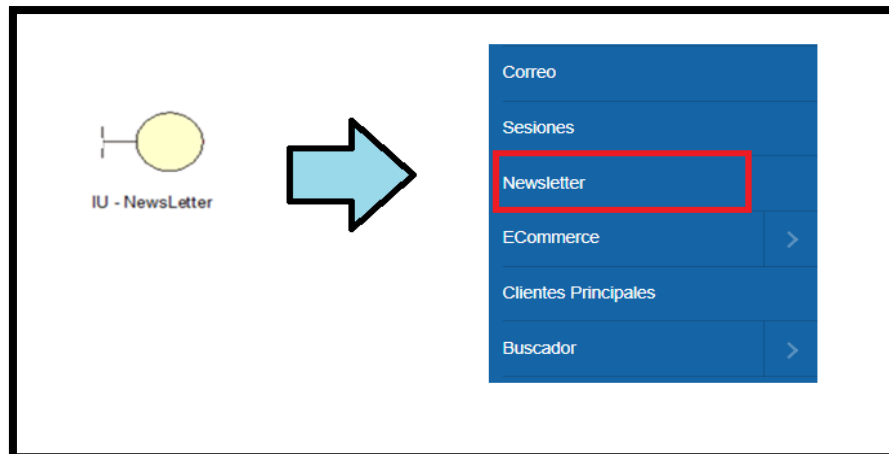 IU - NewsLetter
Correo
Sesiones
Newsletter
ECommerce
Clientes Principales
Buscador